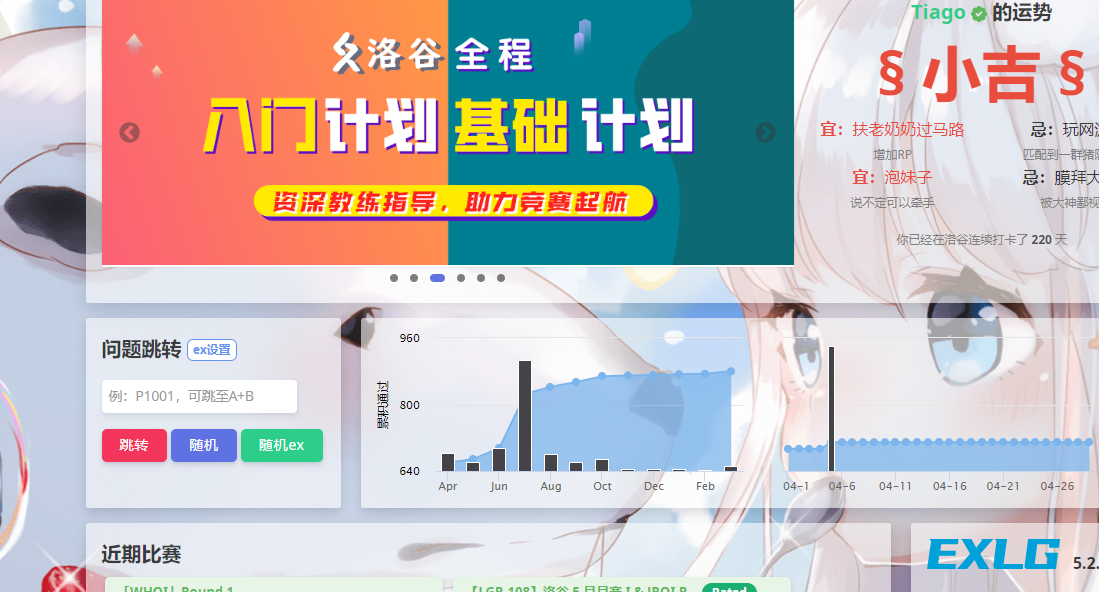 洛谷 全程
入门计划 基础计划
资深教练指导，助力竞赛起航
Tiago 的运势
§ 小吉 §
宜：扶老奶奶过马路
忌：玩网
增加RP
匹配到一群猪
宜：泡妹子
忌：膜拜大
说不定可以牵手
被大神鄙视
你已经在洛谷连续打卡了 220 天
问题跳转 ex设置
例：P1001，可跳至A+B
跳转 随机 随机ex
累积通过
960
800
640
Apr Jun Aug Oct Dec Feb
04-1 04-6 04-11 04-16 04-21 04-26
近期比赛
EXLG 5.2.
「WHOI」Round 1
【LGR-108】洛谷 5 月月赛 I & JROI R Rated